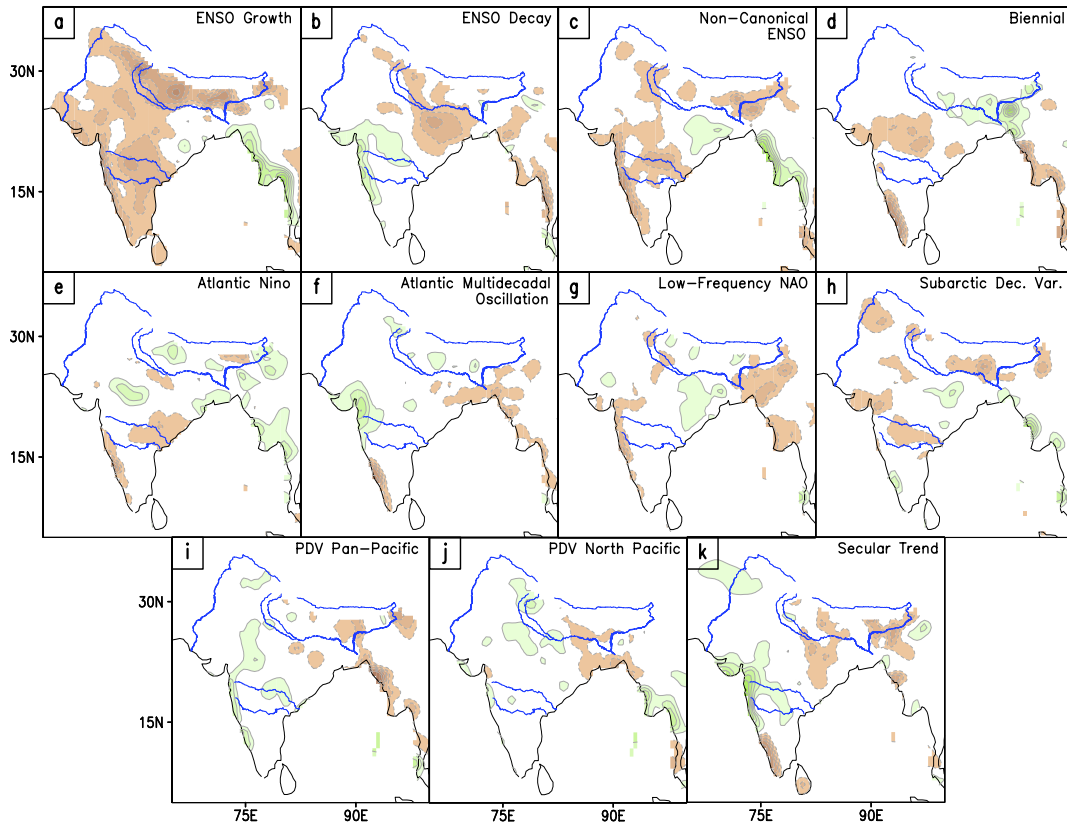 a ENSO Growth
b ENSO Decay
c Non-Canonical
ENSO
d Biennial
30N
15N
e Atlantic Nino
f Atlantic Multidecadal
Oscillation
g Low-Frequency NAO
h Subarctic Dec. Var.
30N
15N
i PDV Pan-Pacific
j PDV North Pacific
k Secular Trend
30N
15N
75E 90E 75E 90E 75E 90E